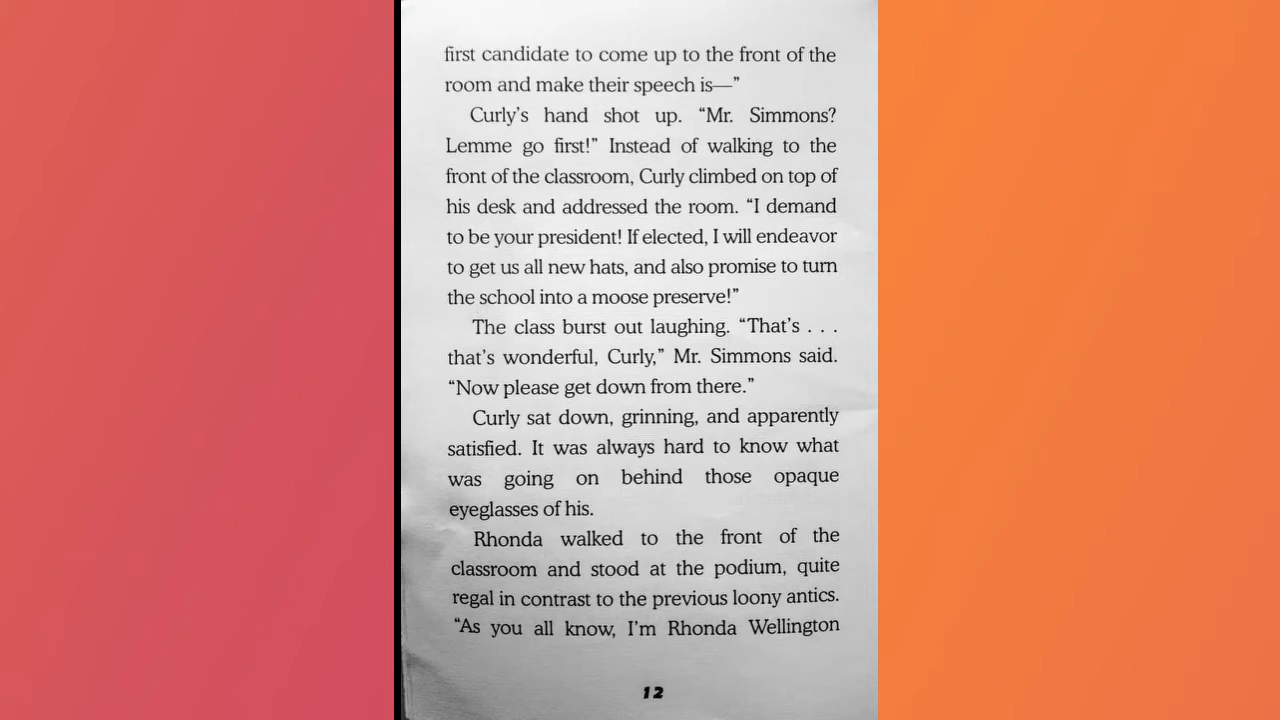 first candidate to come up to the front of the
room and make their speech is—”
Curly’s hand shot up. “Mr. Simmons?
Lemme go first!” Instead of walking to the
front of the classroom, Curly climbed on top of
his desk and addressed the room. “I demand
to be your president! If elected, I will endeavor
to get us all new hats, and also promise to turn
the school into a moose preserve!”
The class burst out laughing. “That’s . . .
that’s wonderful, Curly,” Mr. Simmons said.
“Now please get down from there.”
Curly sat down, grinning, and apparently
satisfied. It was always hard to know what
was going on behind those opaque
eyeglasses of his.
Rhonda walked to the front of the
classroom and stood at the podium, quite
regal in contrast to the previous loony antics.
“As you all know, I’m Rhonda Wellington
12